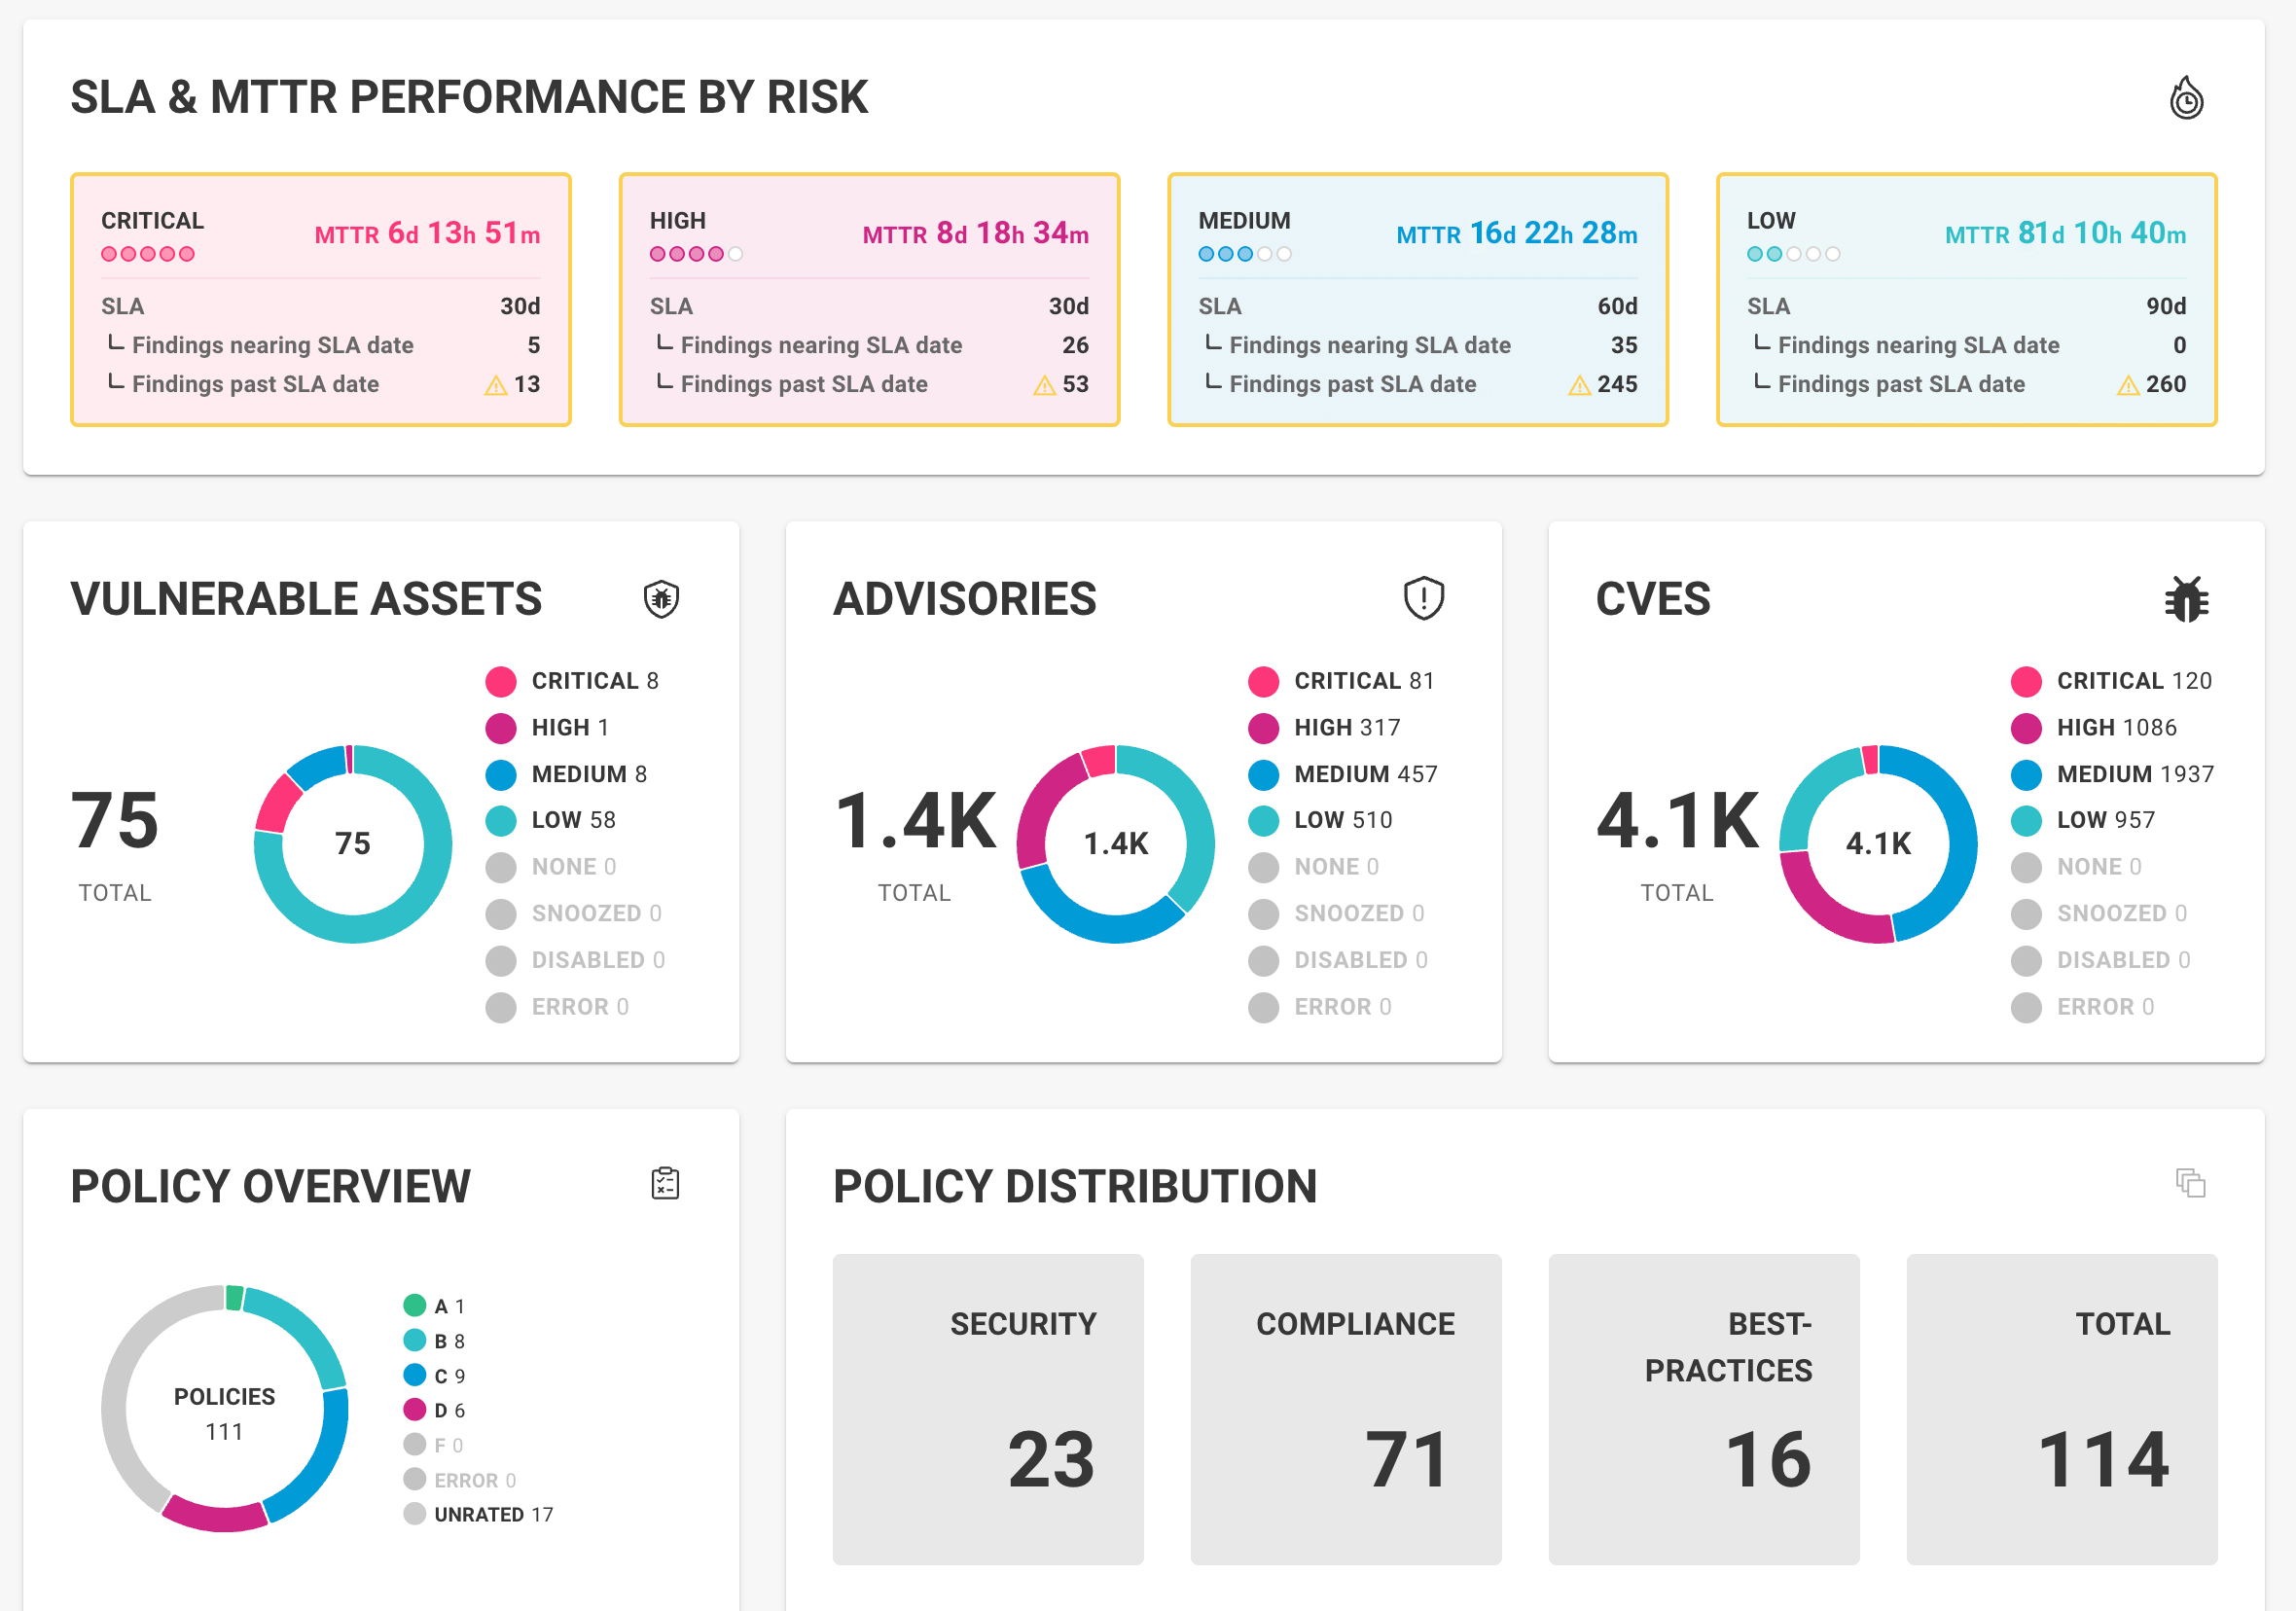 SLA & MTTR PERFORMANCE BY RISK
CRITICAL
MTTR 6d 13h 51m
SLA 30d
Findings nearing SLA date 5
Findings past SLA date 13
HIGH
MTTR 8d 18h 34m
SLA 30d
Findings nearing SLA date 26
Findings past SLA date 53
MEDIUM
MTTR 16d 22h 28m
SLA 60d
Findings nearing SLA date 35
Findings past SLA date 245
LOW
MTTR 81d 10h 40m
SLA 90d
Findings nearing SLA date 0
Findings past SLA date 260
VULNERABLE ASSETS
75
TOTAL
75
CRITICAL 8
HIGH 1
MEDIUM 8
LOW 58
NONE 0
SNOOZED 0
DISABLED 0
ERROR 0
ADVISORIES
1.4K
TOTAL
1.4K
CRITICAL 81
HIGH 317
MEDIUM 457
LOW 510
NONE 0
SNOOZED 0
DISABLED 0
ERROR 0
CVES
4.1K
TOTAL
4.1K
CRITICAL 120
HIGH 1086
MEDIUM 1937
LOW 957
NONE 0
SNOOZED 0
DISABLED 0
ERROR 0
POLICY OVERVIEW
POLICIES
111
A 1
B 8
C 9
D 6
F 0
ERROR 0
UNRATED 17
POLICY DISTRIBUTION
SECURITY
23
COMPLIANCE
71
BEST-
PRACTICES
16
TOTAL
114